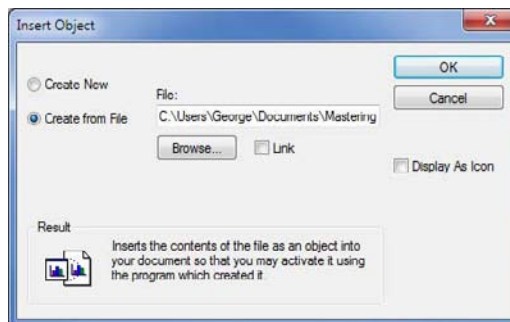 Insert Object
Create New
Create from File
File:
C:\Users\George\Documents\Mastering
Browse...
Link
OK
Cancel
Display As Icon
Result
Inserts the contents of the file as an object into
your document so that you may activate it using
the program which created it.